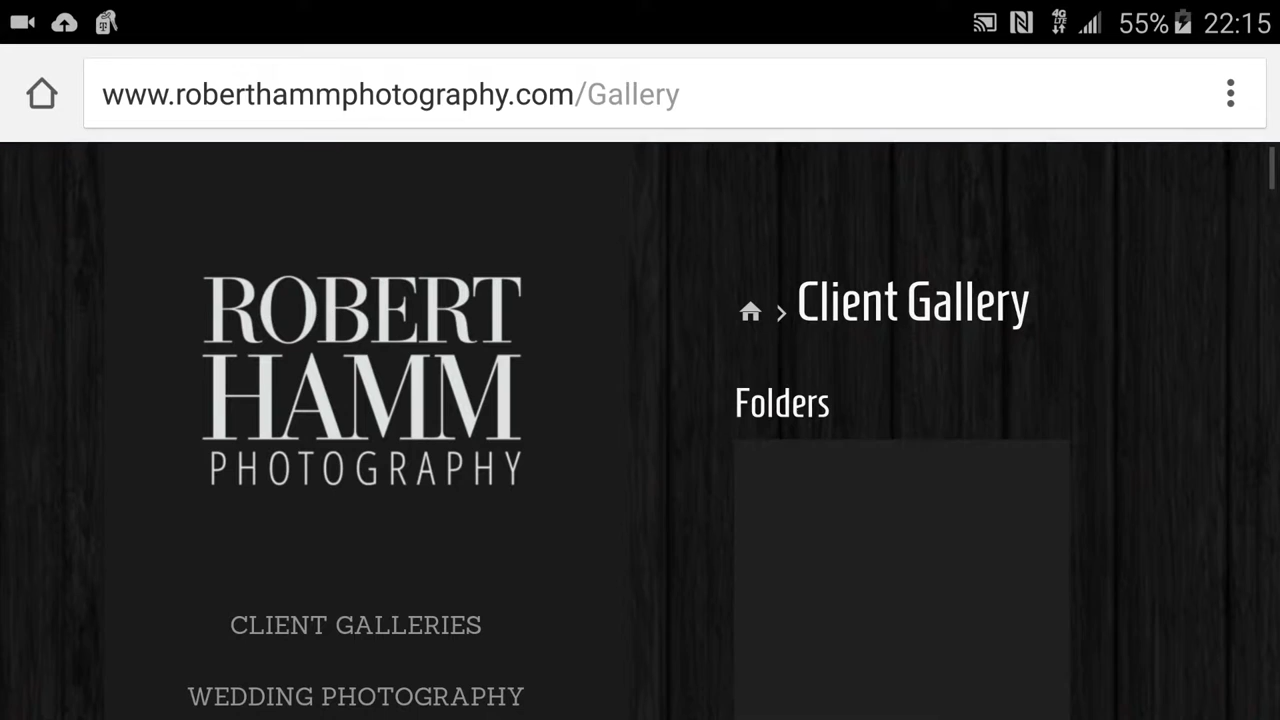 55% 22:15
www.roberthammphotography.com/Gallery
ROBERT
HAMM
PHOTOGRAPHY
CLIENT GALLERIES
WEDDING PHOTOGRAPHY
› Client Gallery
Folders